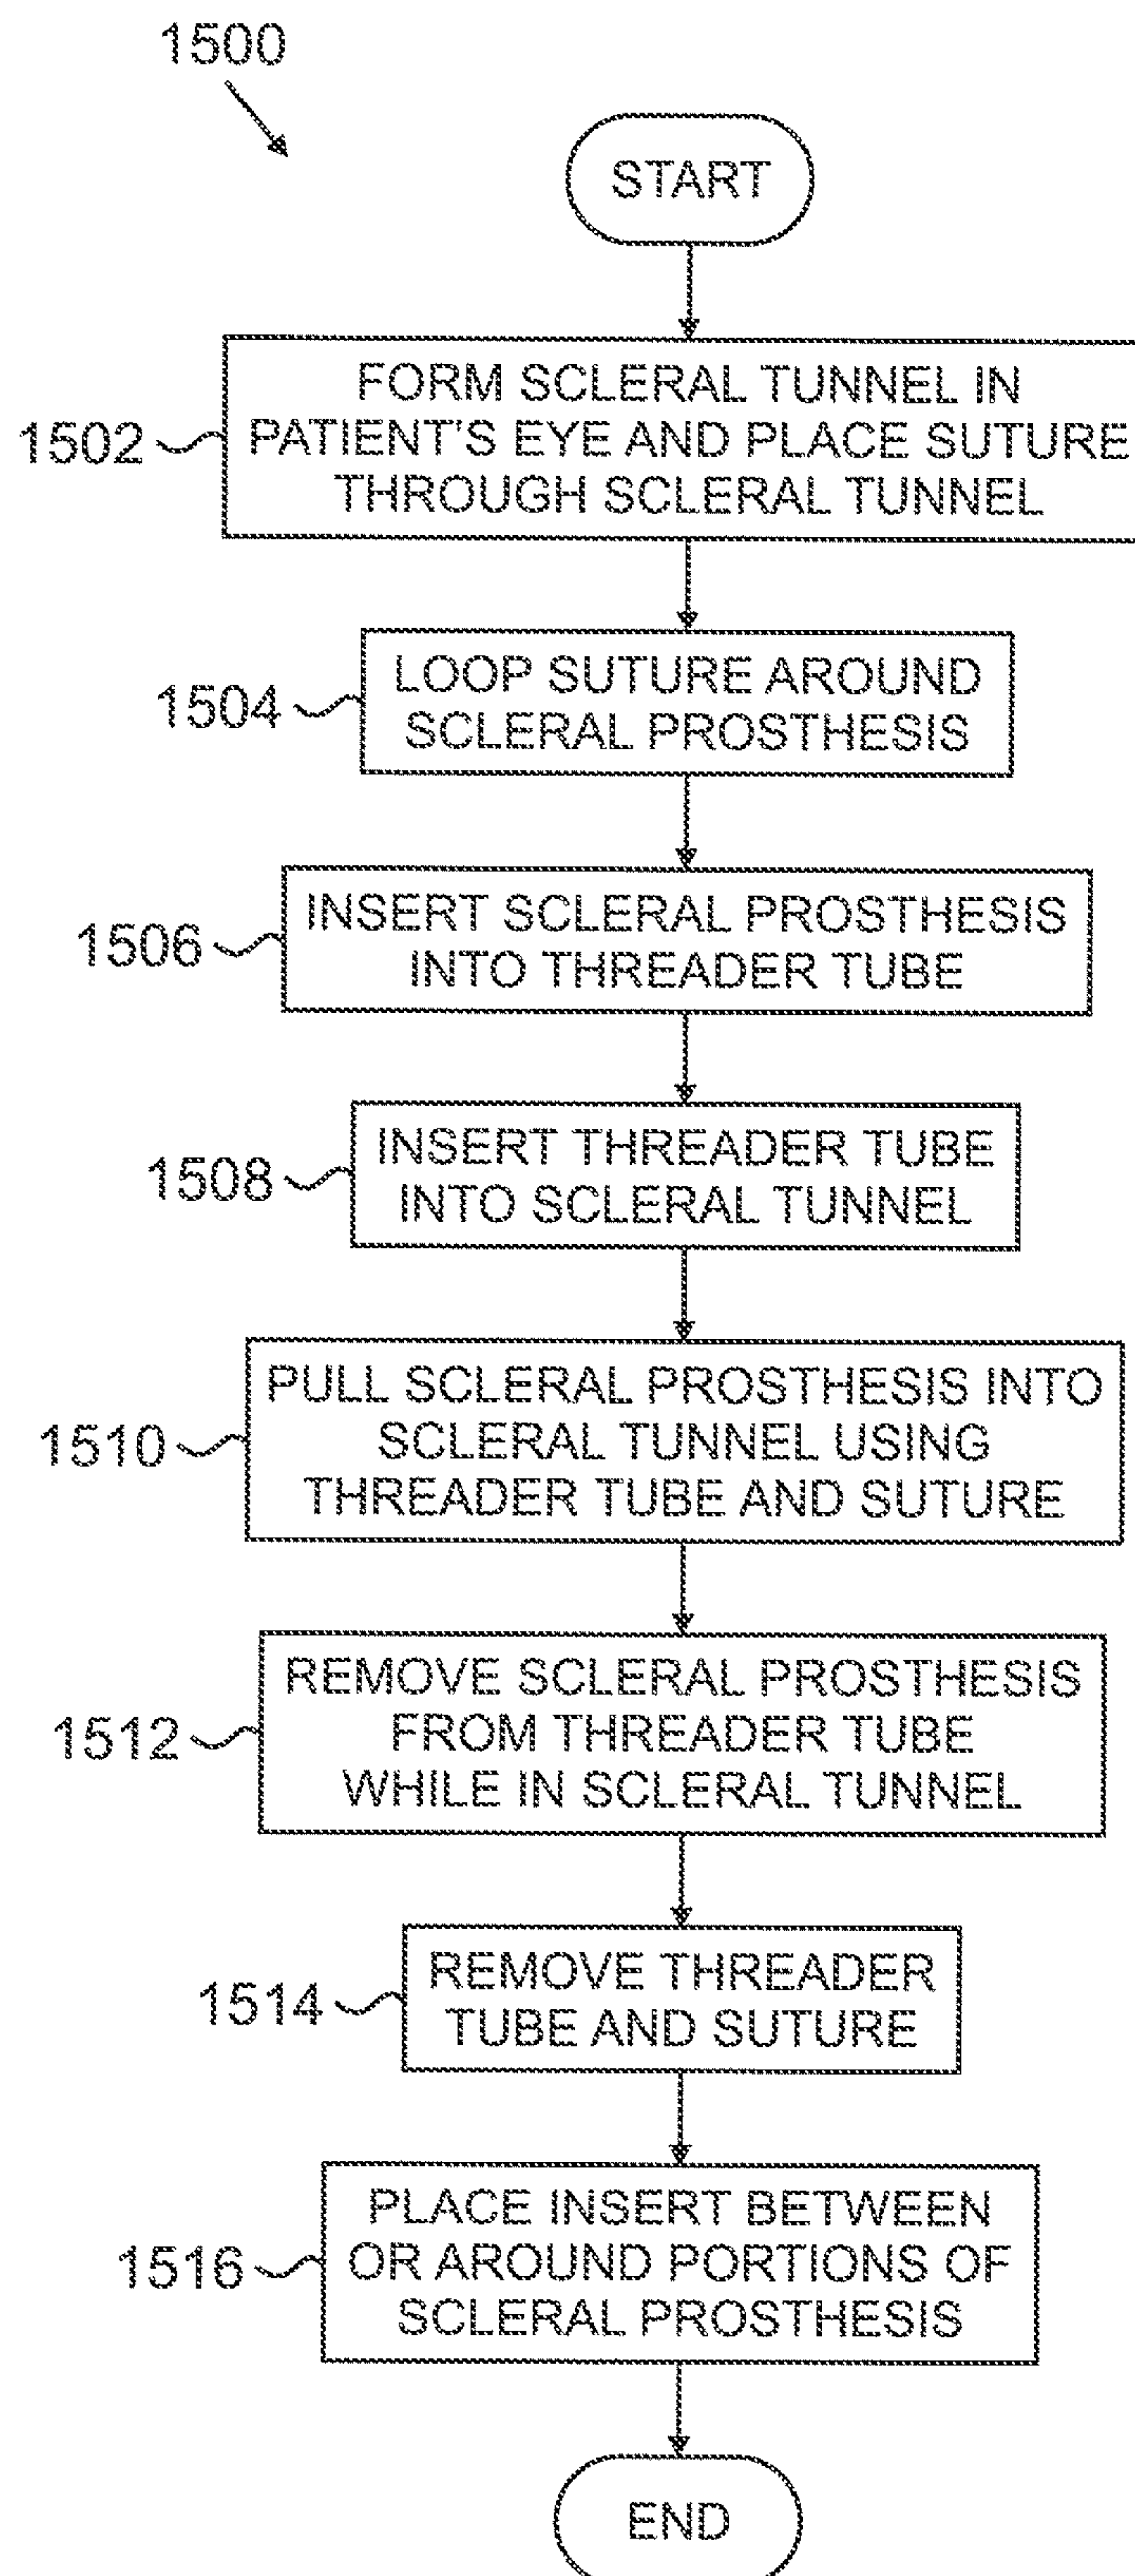 1500
START
1502
FORM SCLERAL TUNNEL IN
PATIENT'S EYE AND PLACE SUTURE
THROUGH SCLERAL TUNNEL
1504
LOOP SUTURE AROUND
SCLERAL PROSTHESIS
1506
INSERT SCLERAL PROSTHESIS
INTO THREADER TUBE
1508
INSERT THREADER TUBE
INTO SCLERAL TUNNEL
1510
PULL SCLERAL PROSTHESIS INTO
SCLERAL TUNNEL USING
THREADER TUBE AND SUTURE
1512
REMOVE SCLERAL PROSTHESIS
FROM THREADER TUBE
WHILE IN SCLERAL TUNNEL
1514
REMOVE THREADER
TUBE AND SUTURE
1516
PLACE INSERT BETWEEN
OR AROUND PORTIONS OF
SCLERAL PROSTHESIS
END